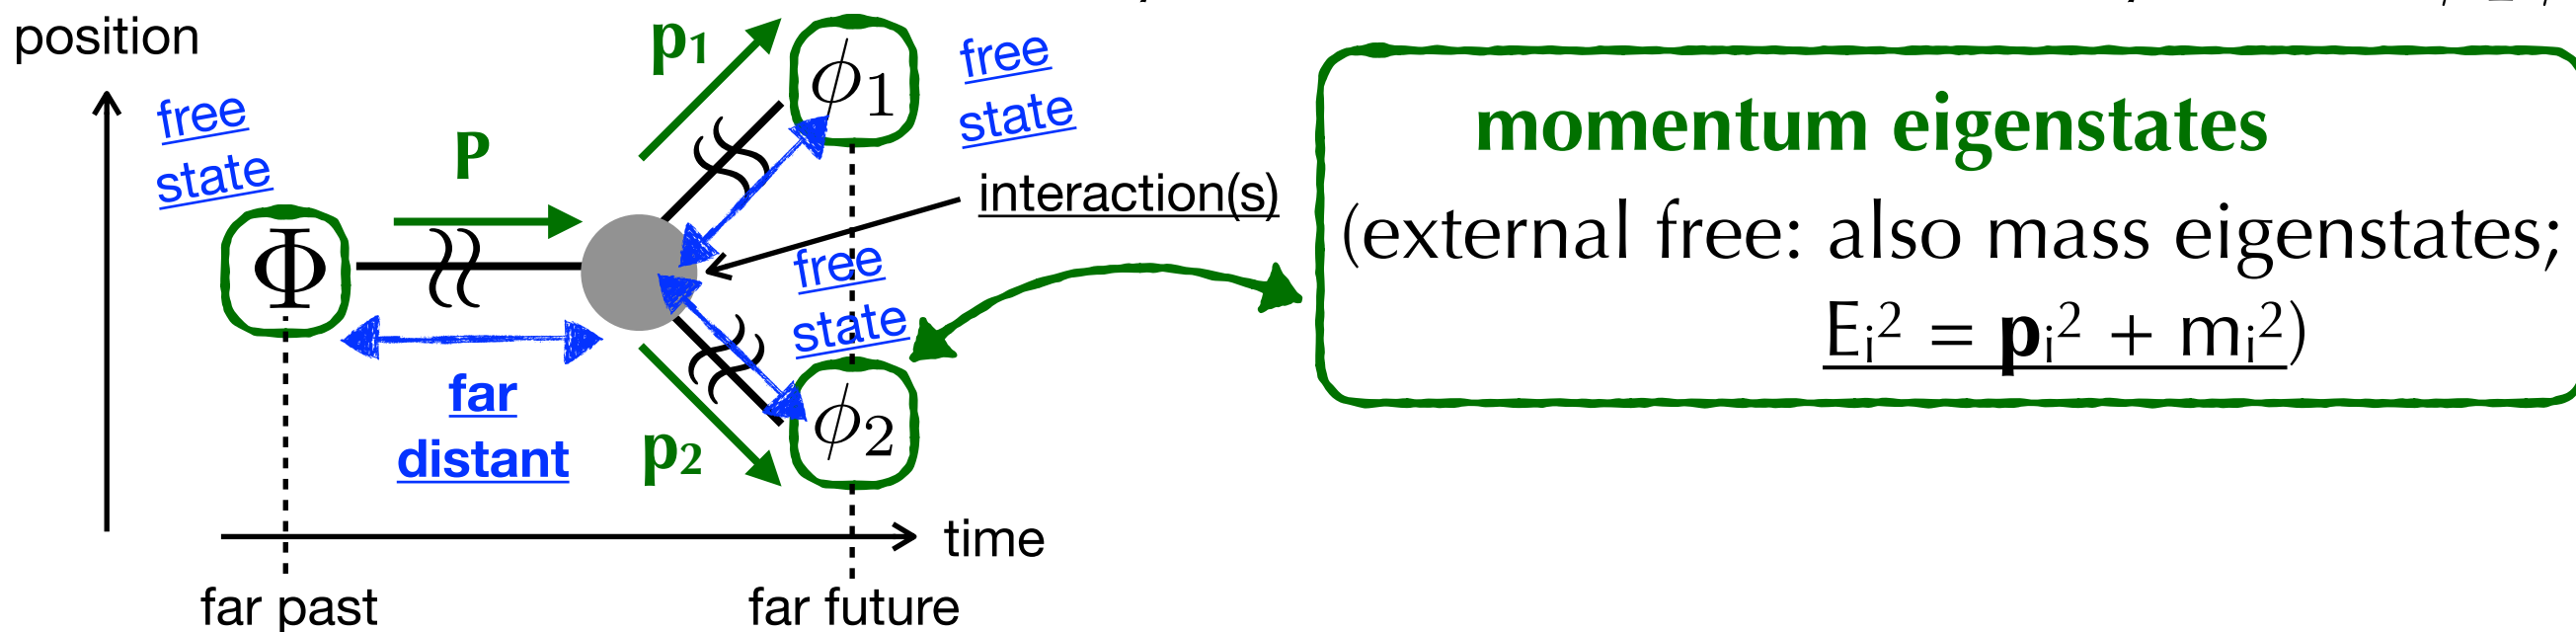 position
free
state
P
p₁
ϕ₁
free
state
momentum eigenstates
(external free: also mass eigenstates;
Eᵢ² = pᵢ² + mᵢ²)
interaction(s)
Φ
free
state
far
distant
p₂
ϕ₂
time
far past
far future